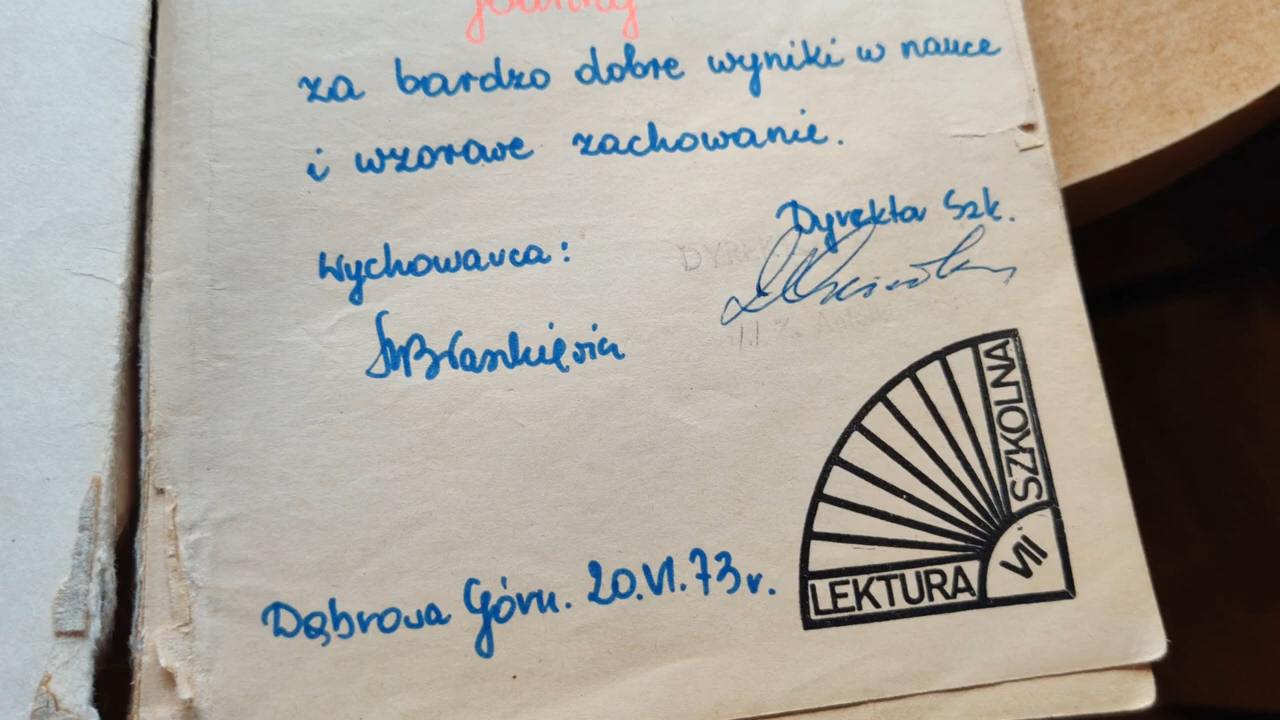 za bardzo dobre wyniki w nauce
i wzorowe zachowanie.
Dyrektor Szk.
Wychowawca:
SZKOLNA
VII
LEKTURA
Dąbrowa Górn. 20.VI.73r.